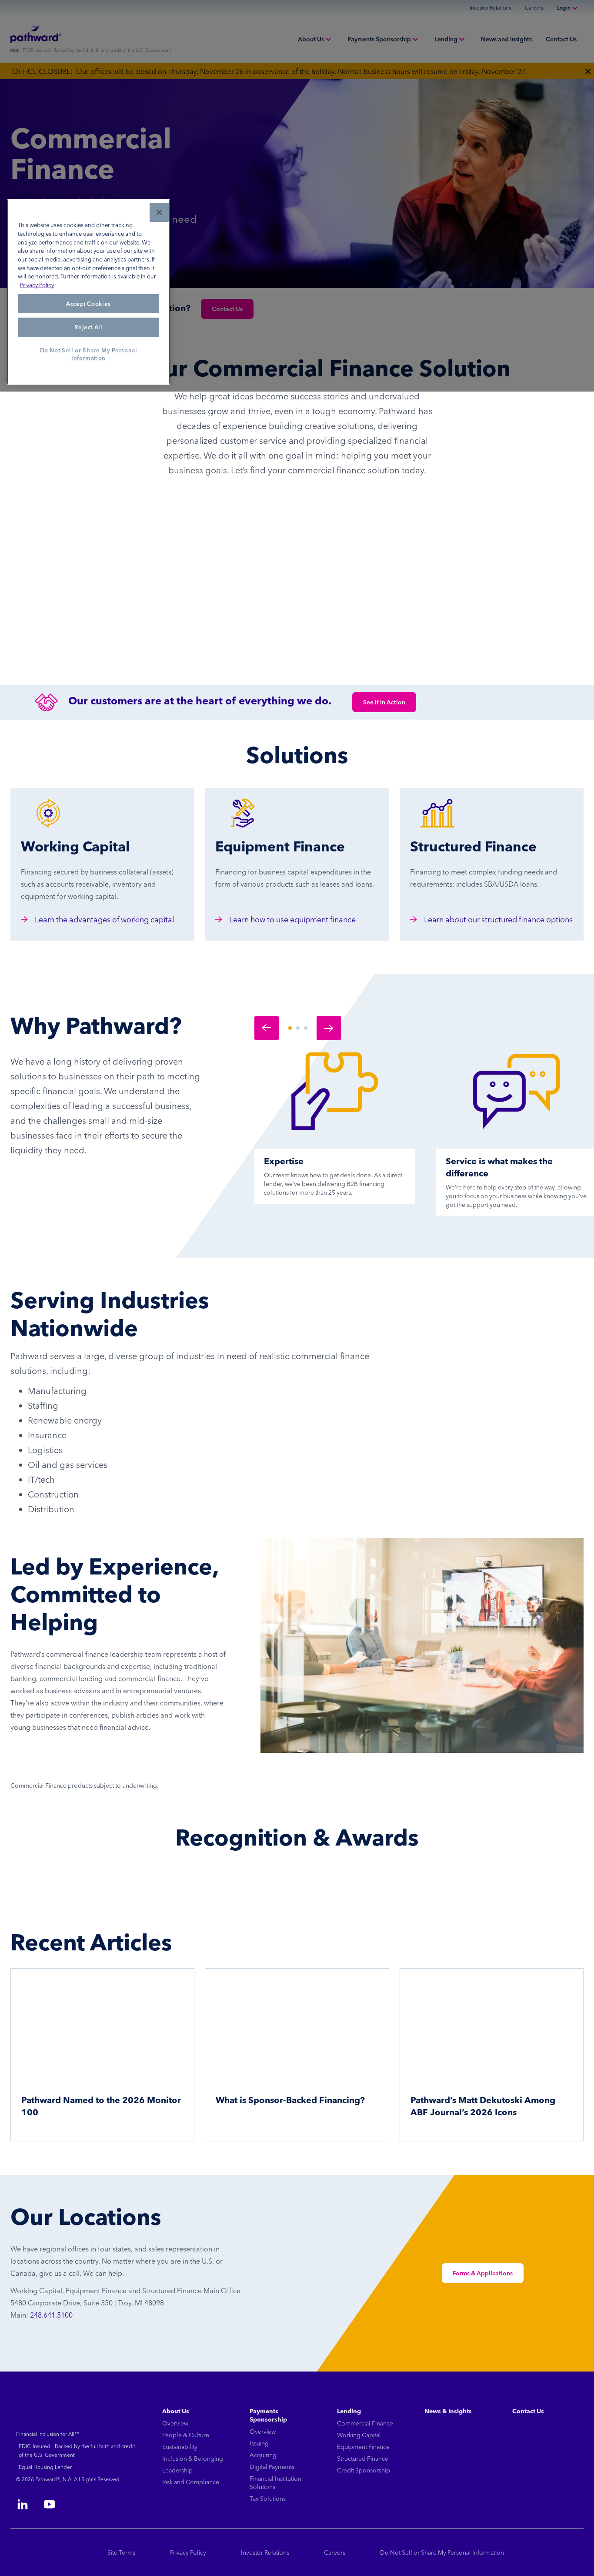 Investor Relations
Careers
Login
pathward®
FDIC FDIC-Insured - Backed by the full faith and credit of the U.S. Government
About Us
Payments Sponsorship
Lending
News and Insights
Contact Us
OFFICE CLOSURE: Our offices will be closed on Thursday, November 26 in observance of the holiday. Normal business hours will resume on Friday, November 27.
Commercial
Finance
need
This website uses cookies and other tracking
technologies to enhance user experience and to
analyze performance and traffic on our website. We
also share information about your use of our site with
our social media, advertising and analytics partners. If
we have detected an opt-out preference signal then it
will be honored. Further information is available in our
Privacy Policy
Accept Cookies
Reject All
Do Not Sell or Share My Personal
Information
tion?
Contact Us
ur Commercial Finance Solution
We help great ideas become success stories and undervalued
businesses grow and thrive, even in a tough economy. Pathward has
decades of experience building creative solutions, delivering
personalized customer service and providing specialized financial
expertise. We do it all with one goal in mind: helping you meet your
business goals. Let's find your commercial finance solution today.
Our customers are at the heart of everything we do.
See it in Action
Solutions
Working Capital
Financing secured by business collateral (assets)
such as accounts receivable, inventory and
equipment for working capital.
Learn the advantages of working capital
Equipment Finance
Financing for business capital expenditures in the
form of various products such as leases and loans.
Learn how to use equipment finance
Structured Finance
Financing to meet complex funding needs and
requirements; includes SBA/USDA loans.
Learn about our structured finance options
Why Pathward?
We have a long history of delivering proven
solutions to businesses on their path to meeting
specific financial goals. We understand the
complexities of leading a successful business,
and the challenges small and mid-size
businesses face in their efforts to secure the
liquidity they need.
Expertise
Our team knows how to get deals done. As a direct
lender, we've been delivering B2B financing
solutions for more than 25 years.
Service is what makes the
difference
We're here to help every step of the way, allowing
you to focus on your business while knowing you've
got the support you need.
Serving Industries
Nationwide
Pathward serves a large, diverse group of industries in need of realistic commercial finance
solutions, including:
Manufacturing
Staffing
Renewable energy
Insurance
Logistics
Oil and gas services
IT/tech
Construction
Distribution
Led by Experience,
Committed to
Helping
Pathward's commercial finance leadership team represents a host of
diverse financial backgrounds and expertise, including traditional
banking, commercial lending and commercial finance. They've
worked as business advisors and in entrepreneurial ventures.
They're also active within the industry and their communities, where
they participate in conferences, publish articles and work with
young businesses that need financial advice.
Commercial Finance products subject to underwriting.
Recognition & Awards
Recent Articles
Pathward Named to the 2026 Monitor
100
What is Sponsor-Backed Financing?
Pathward's Matt Dekutoski Among
ABF Journal's 2026 Icons
Our Locations
We have regional offices in four states, and sales representation in
locations across the country. No matter where you are in the U.S. or
Canada, give us a call. We can help.
Working Capital, Equipment Finance and Structured Finance Main Office
5480 Corporate Drive, Suite 350 | Troy, MI 48098
Main: 248.641.5100
Forms & Applications
Financial Inclusion for All℠®
FDIC-Insured - Backed by the full faith and credit
of the U.S. Government
Equal Housing Lender
© 2026 Pathward®, N.A. All Rights Reserved.
About Us
Overview
People & Culture
Sustainability
Inclusion & Belonging
Leadership
Risk and Compliance
Payments
Sponsorship
Overview
Issuing
Acquiring
Digital Payments
Financial Institution
Solutions
Tax Solutions
Lending
Commercial Finance
Working Capital
Equipment Finance
Structured Finance
Credit Sponsorship
News & Insights
Contact Us
Site Terms
Privacy Policy
Investor Relations
Careers
Do Not Sell or Share My Personal Information